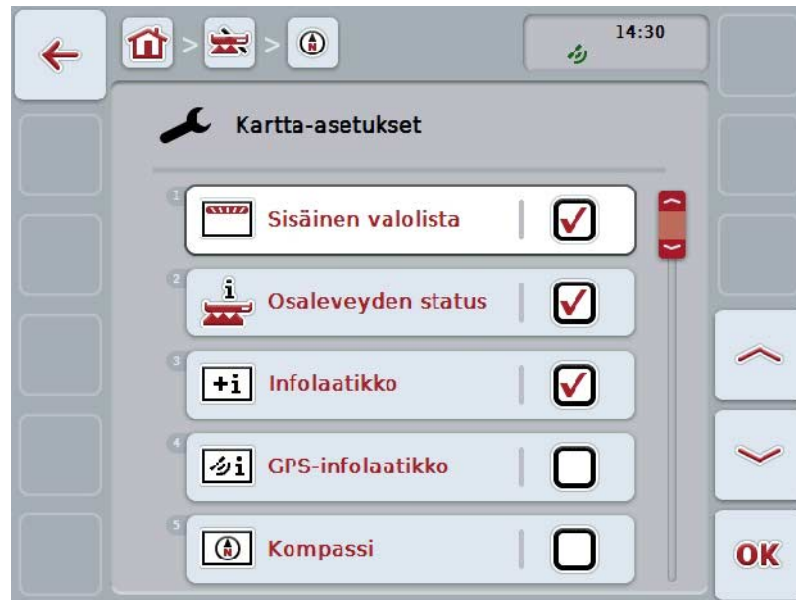 > >
14:30
Kartta-asetukset
1
Sisäinen valolista
2
i
Osaleveyden status
3
+i
Infolaatikko
4
i
GPS-infolaatikko
5
N
Kompassi
OK